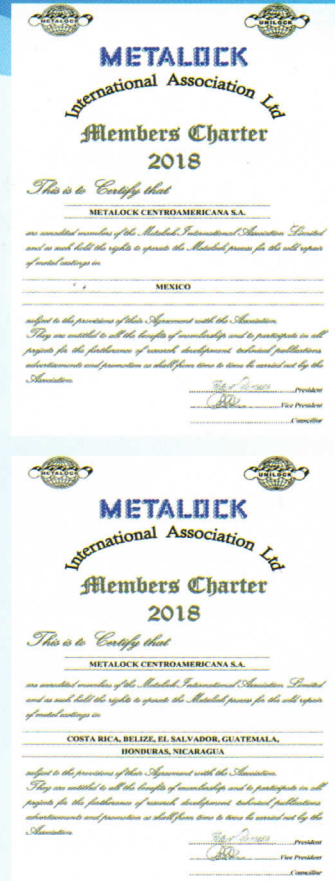 METALOCK
UNILOCK
METALOCK
International Association Ltd
Members Charter
2018
This is to Certify that
METALOCK CENTROAMERICANA S.A.
are accredited members of the Metalock International Association Limited
and as such hold the rights to operate the Metalock process for the cold repair
of metal castings in
MEXICO
subject to the provisions of their Agreement with the Association.
They are entitled to all the benefits of membership and to participate in all
projects for the furtherance of research, development, technical publications
advertisements and promotion as shall from time to time be carried out by the
Association.
President
Vice President
Councillor
METALOCK
UNILOCK
METALOCK
International Association Ltd
Members Charter
2018
This is to Certify that
METALOCK CENTROAMERICANA S.A.
are accredited members of the Metalock International Association Limited
and as such hold the rights to operate the Metalock process for the cold repair
of metal castings in
COSTA RICA, BELIZE, EL SALVADOR, GUATEMALA,
HONDURAS, NICARAGUA
subject to the provisions of their Agreement with the Association.
They are entitled to all the benefits of membership and to participate in all
projects for the furtherance of research, development, technical publications
advertisements and promotion as shall from time to time be carried out by the
Association.
President
Vice President
Councillor